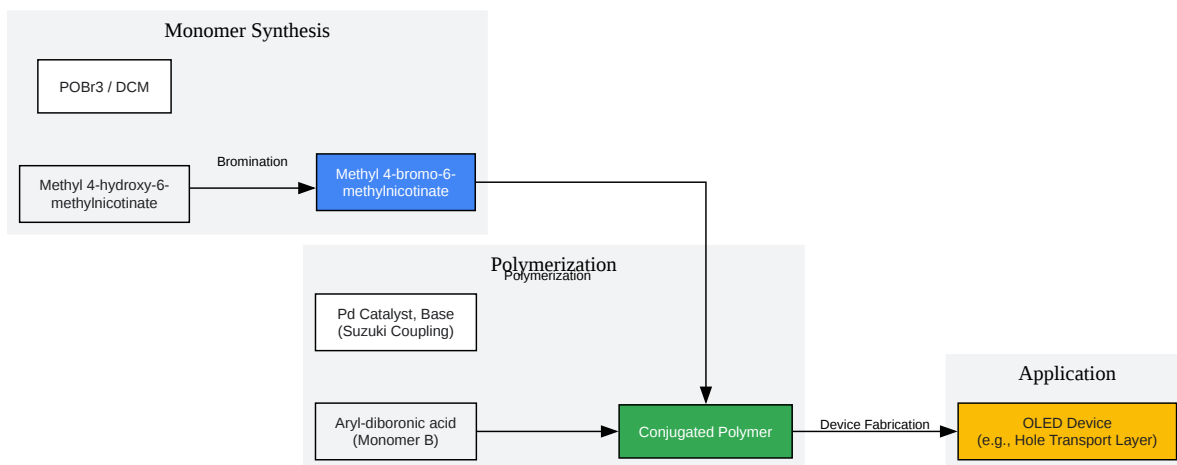 Monomer Synthesis
POBr3 / DCM
Bromination
Methyl 4-hydroxy-6-
methylnicotinate
Methyl 4-bromo-6-
methylnicotinate
Polymerization
Polymerization
Pd Catalyst, Base
(Suzuki Coupling)
Aryl-diboronic acid
(Monomer B)
Conjugated Polymer
Device Fabrication
Application
OLED Device
(e.g., Hole Transport Layer)